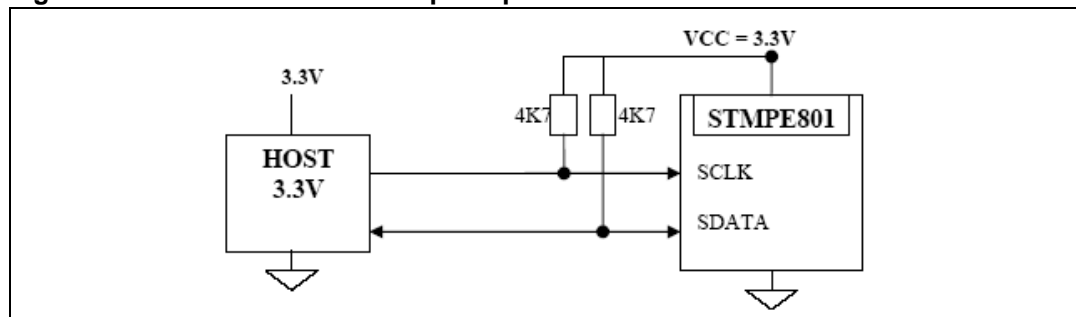 VCC = 3.3V
3.3V
4K7
4K7
STMPE801
HOST
3.3V
SCLK
SDATA